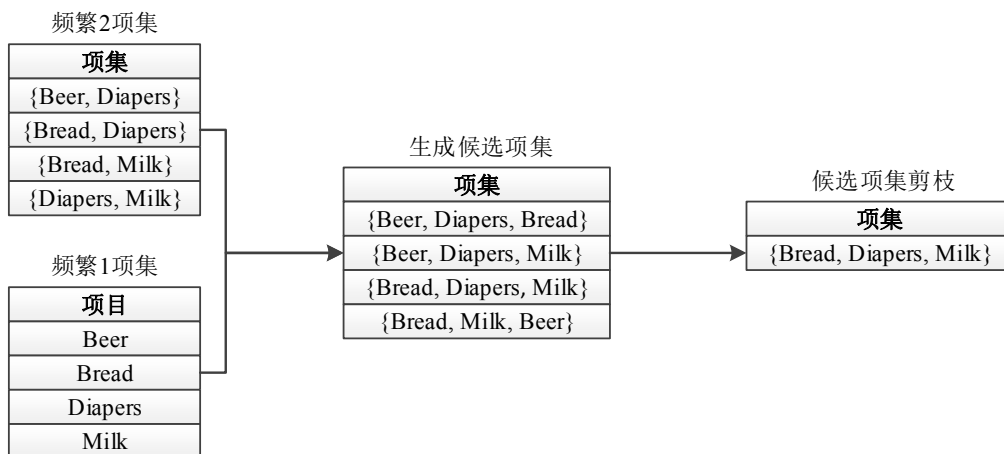 频繁2项集
项集
{Beer, Diapers}
{Bread, Diapers}
{Bread, Milk}
{Diapers, Milk}
频繁1项集
项目
Beer
Bread
Diapers
Milk
生成候选项集
项集
{Beer, Diapers, Bread}
{Beer, Diapers, Milk}
{Bread, Diapers, Milk}
{Bread, Milk, Beer}
候选项集剪枝
项集
{Bread, Diapers, Milk}